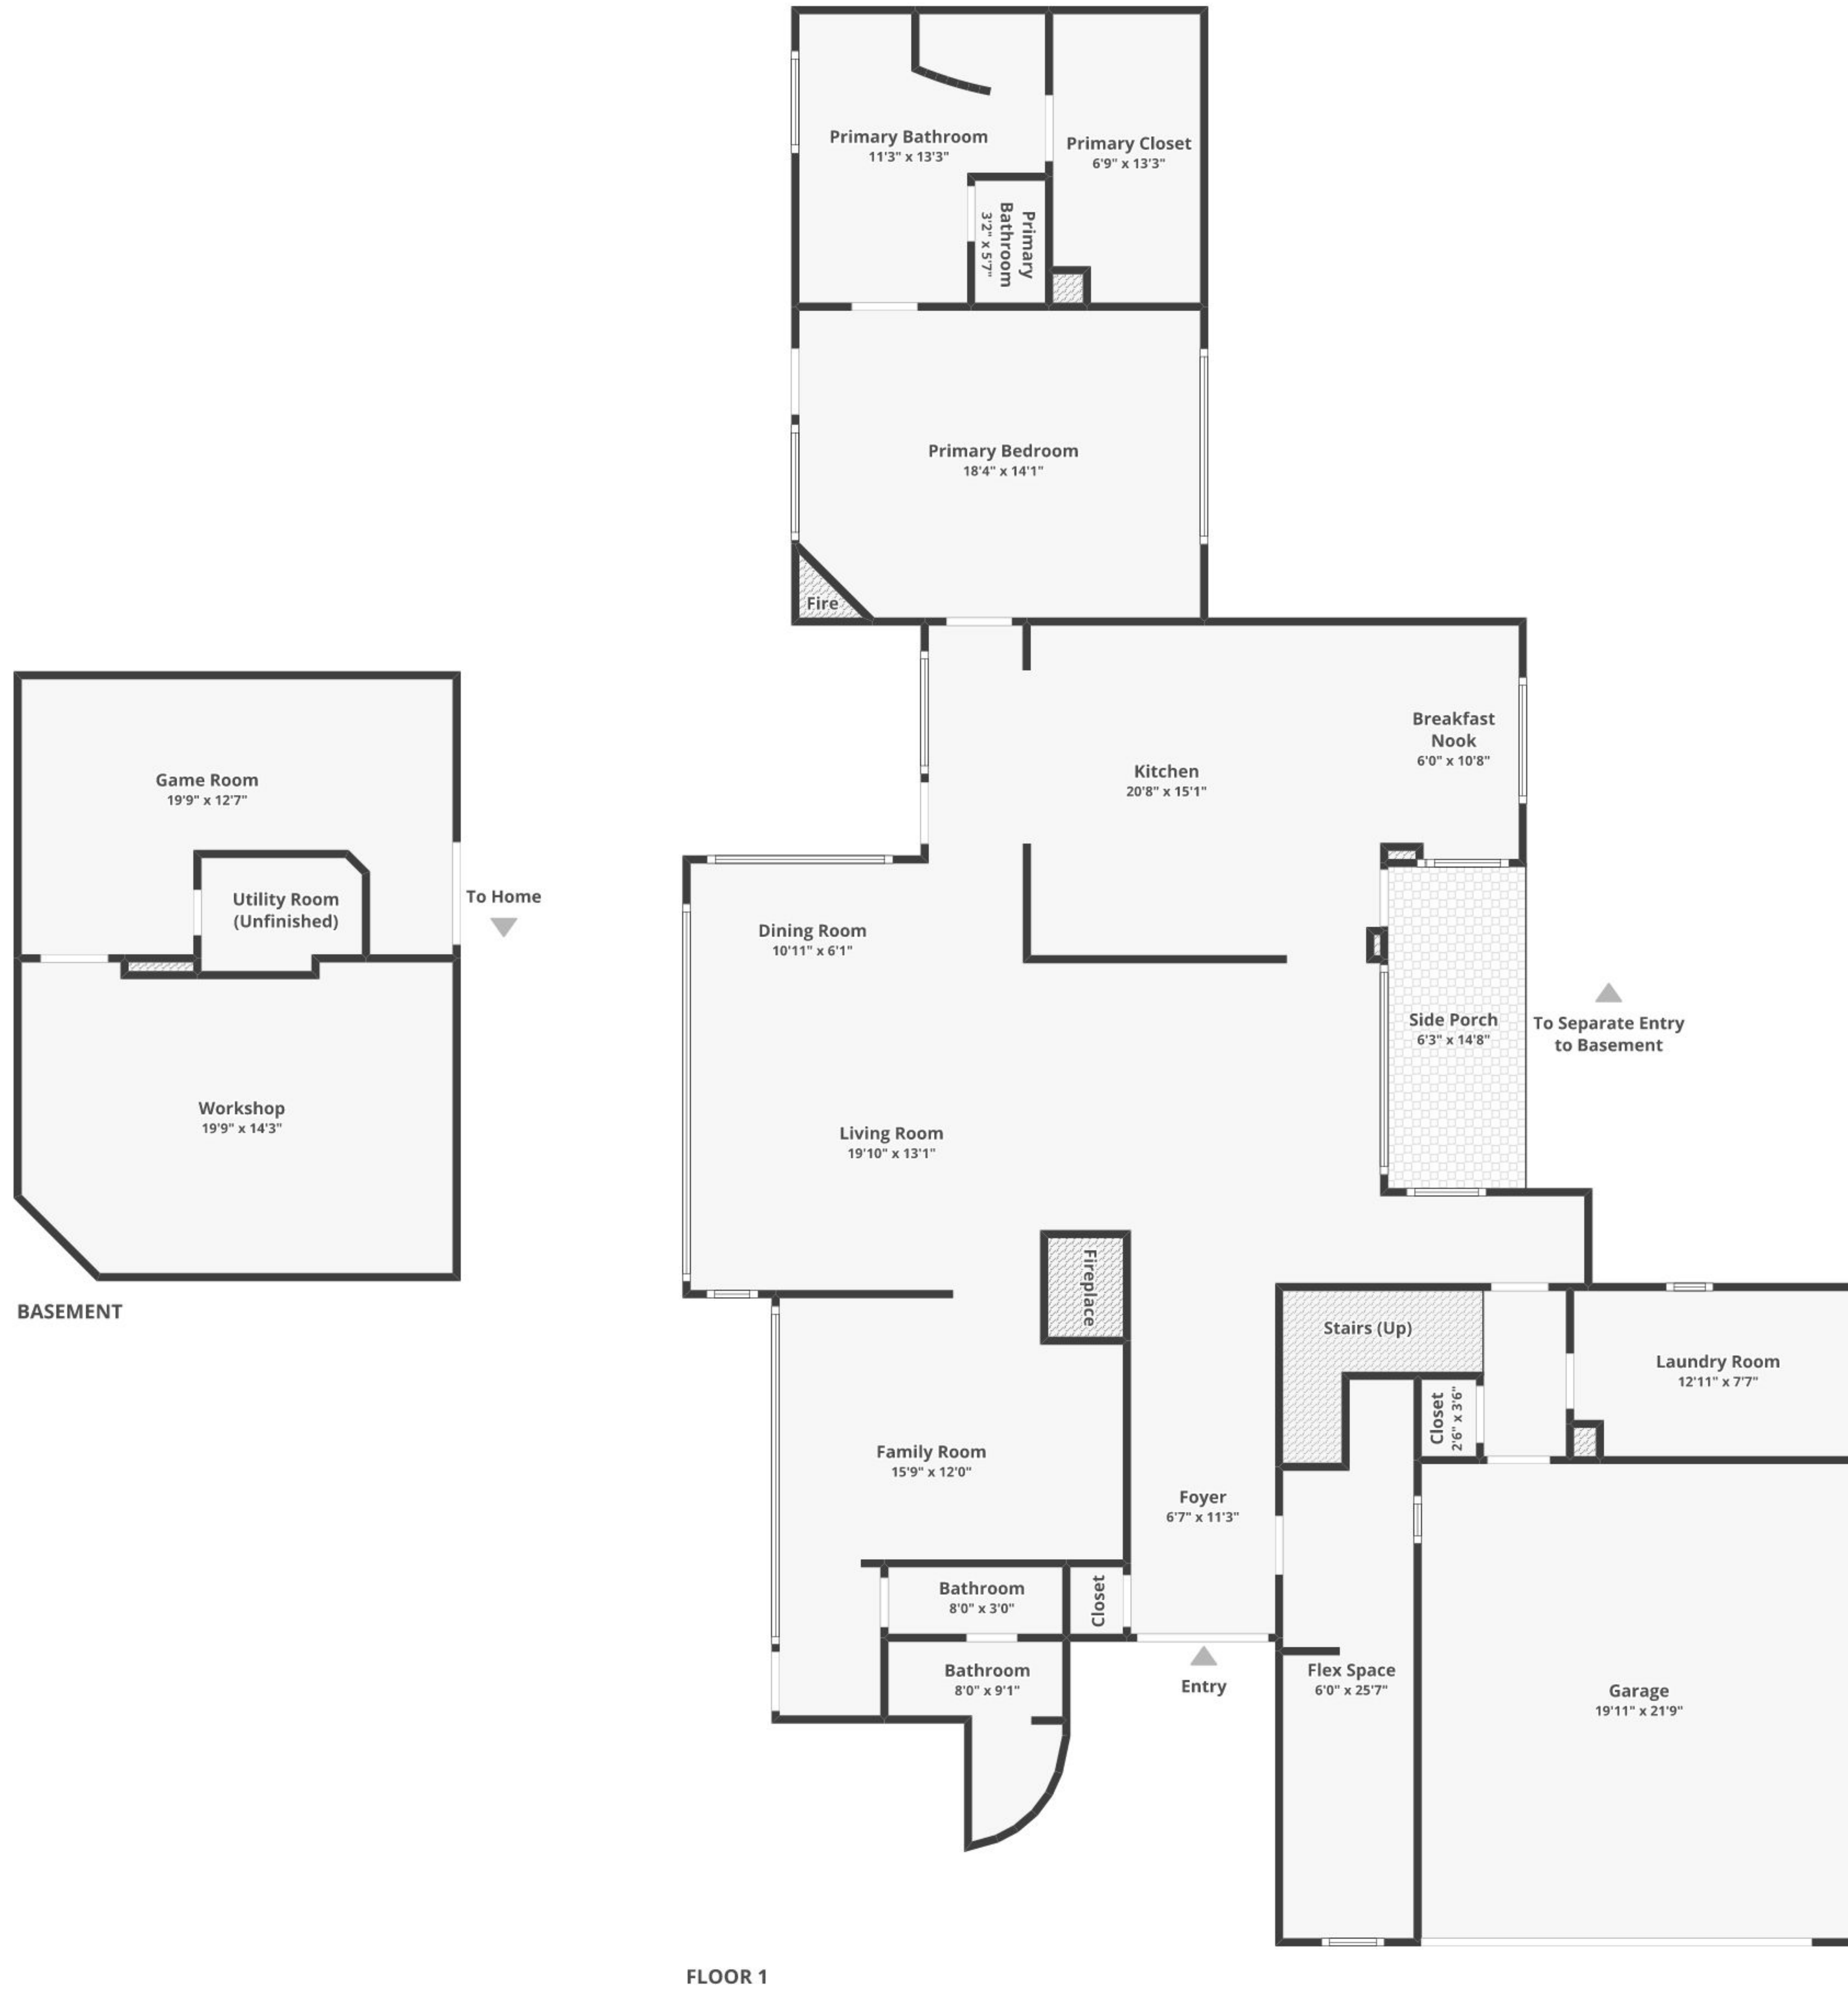 Primary Bathroom
11'3" x 13'3"
Primary Closet
6'9" x 13'3"
Primary
Bathroom
3'2" x 5'7"
Primary Bedroom
18'4" x 14'1"
Fire
Breakfast
Nook
6'0" x 10'8"
Kitchen
20'8" x 15'1"
Game Room
19'9" x 12'7"
Utility Room
(Unfinished)
To Home
Dining Room
10'11" x 6'1"
Side Porch
6'3" x 14'8"
To Separate Entry
to Basement
Workshop
19'9" x 14'3"
Living Room
19'10" x 13'1"
Fireplace
BASEMENT
Stairs (Up)
Laundry Room
12'11" x 7'7"
Closet
2'6" x 3'6"
Family Room
15'9" x 12'0"
Foyer
6'7" x 11'3"
Bathroom
8'0" x 3'0"
Closet
Bathroom
8'0" x 9'1"
Entry
Flex Space
6'0" x 25'7"
Garage
19'11" x 21'9"
FLOOR 1